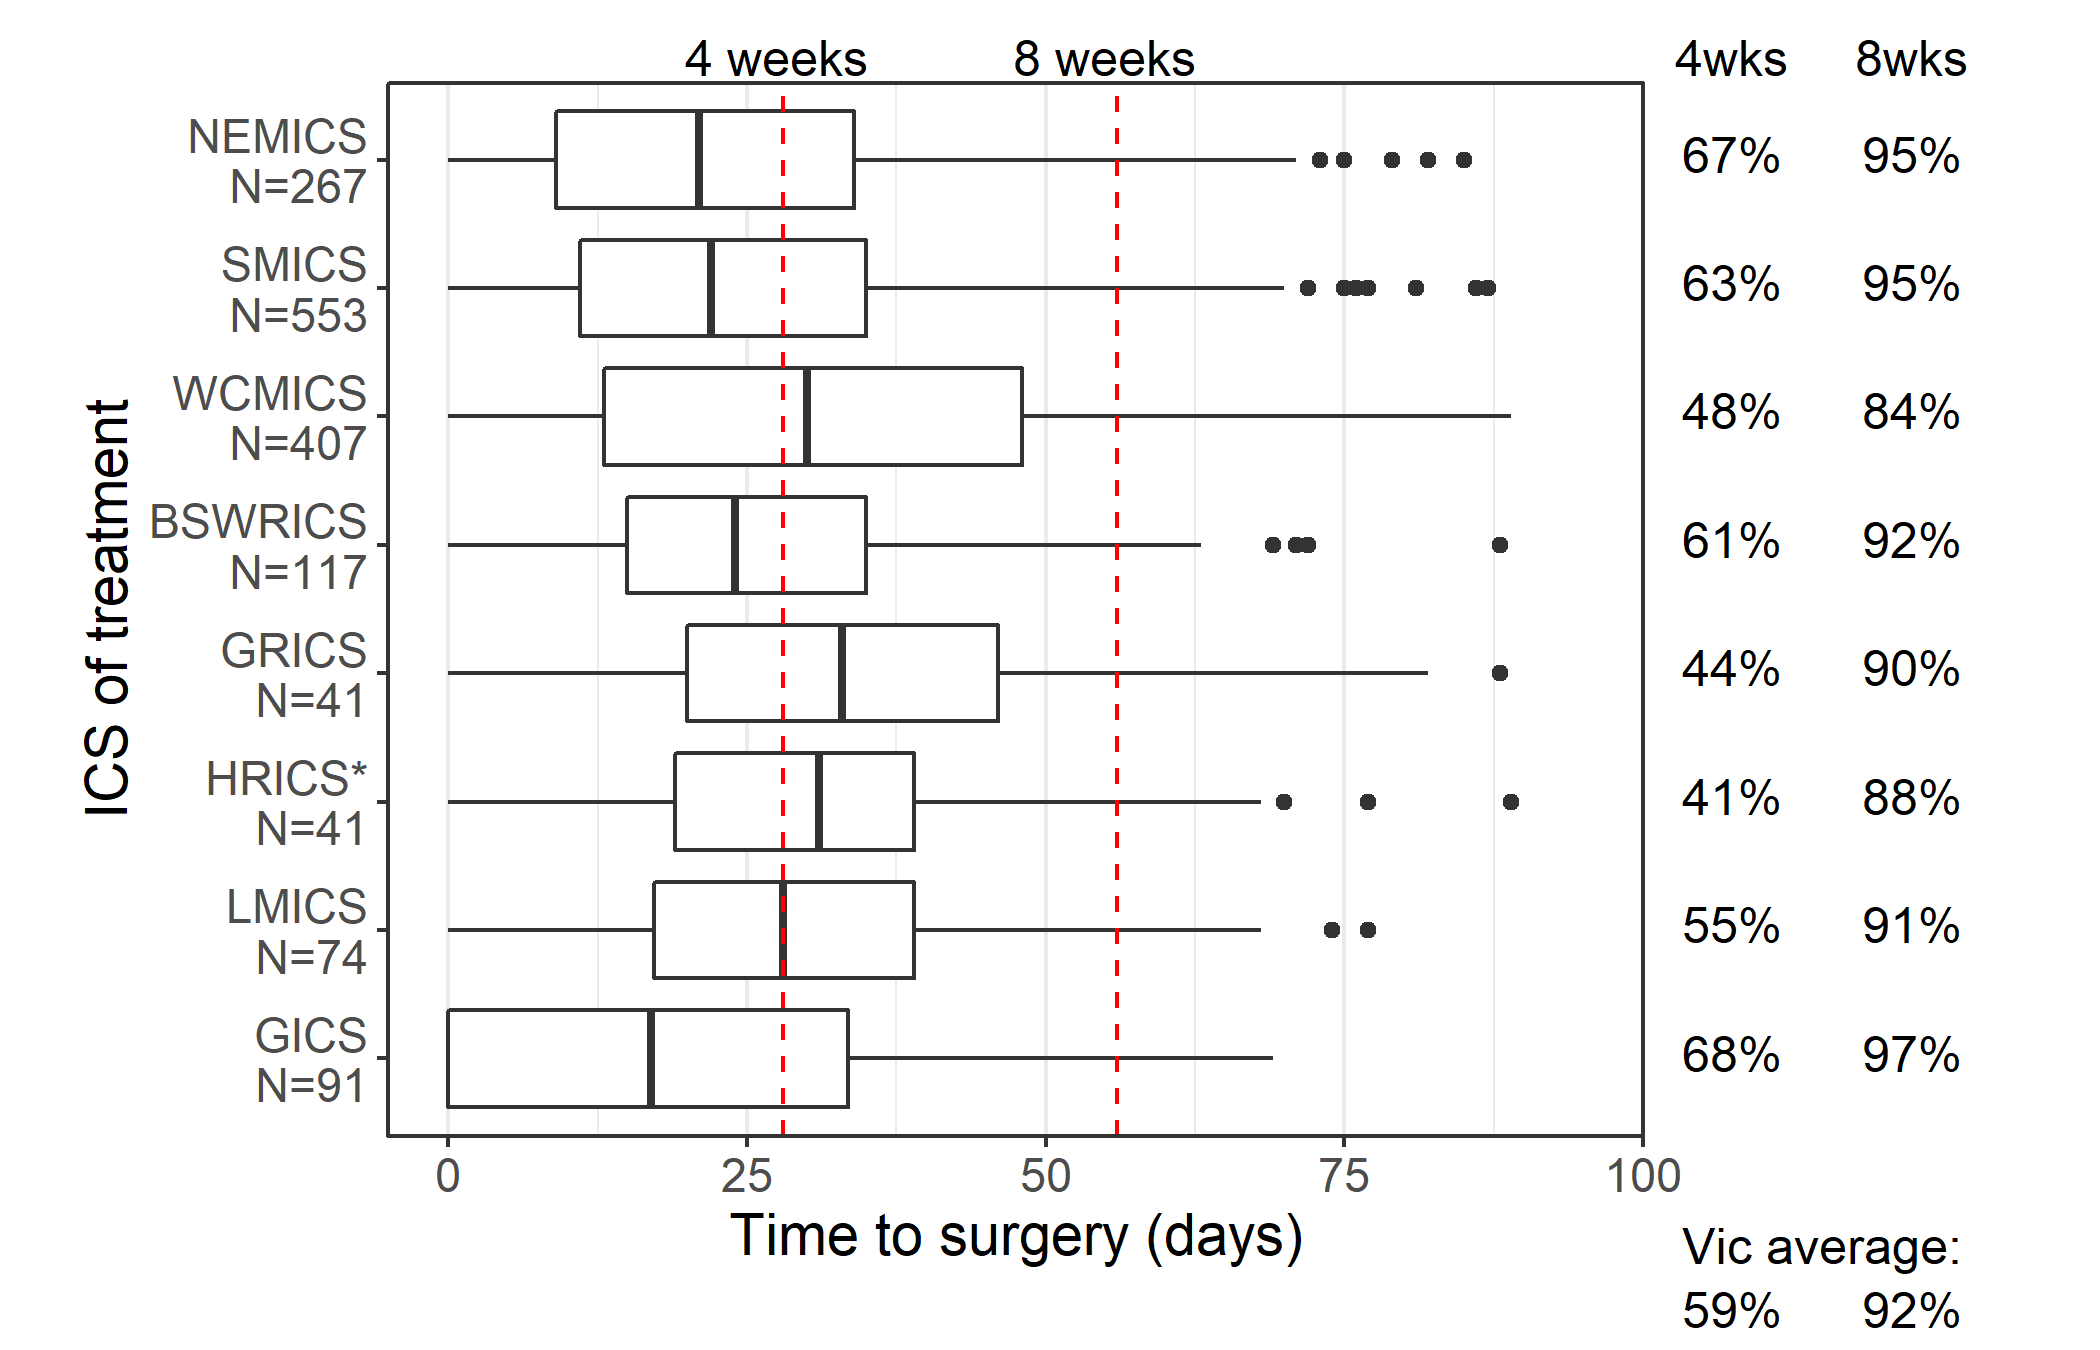 4 weeks 8 weeks 4wks 8wks
NEMICS
N=267
67% 95%
SMICS
N=553
63% 95%
WCMICS
N=407
48% 84%
BSWRICS
N=117
61% 92%
GRICS
N=41
44% 90%
HRICS*
N=41
41% 88%
LMICS
N=74
55% 91%
GICS
N=91
68% 97%
ICS of treatment
0 25 50 75 100
Time to surgery (days)
Vic average:
59% 92%